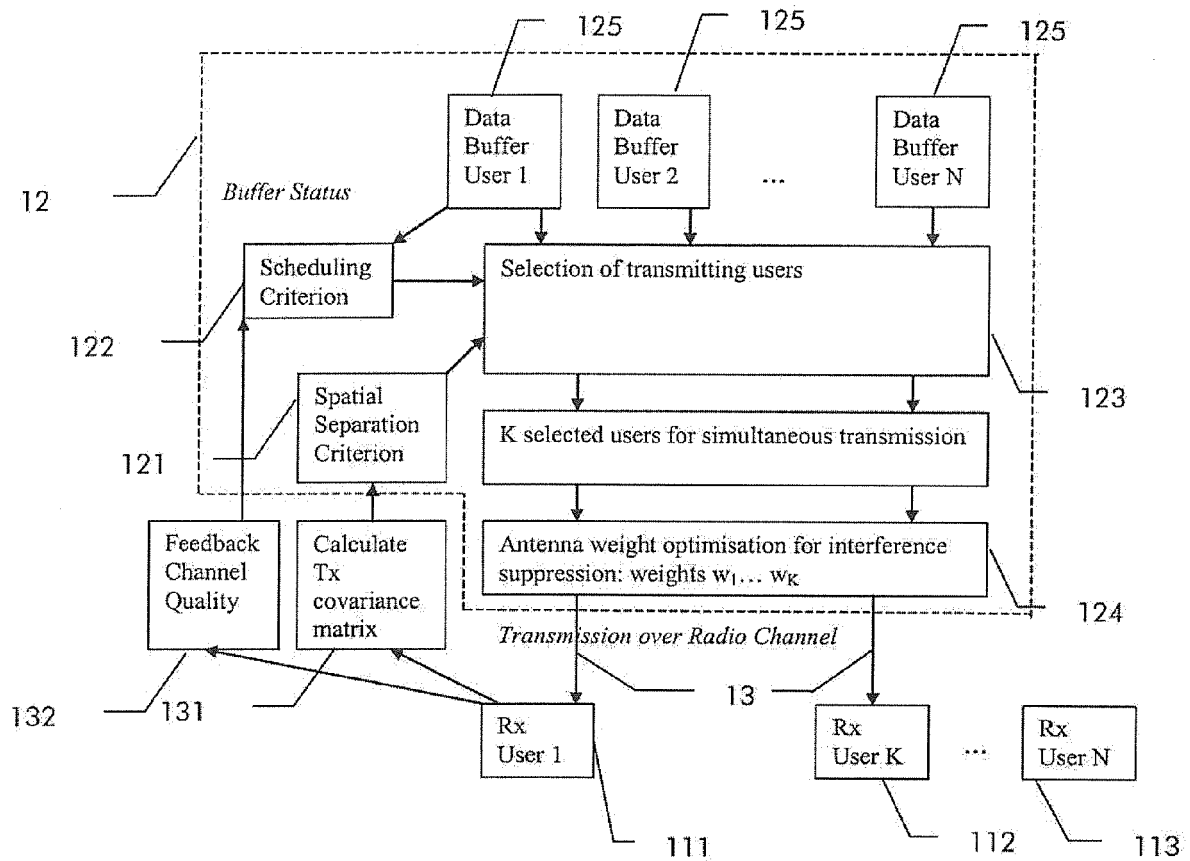 125
125
125
Data
Buffer
User 1
Data
Buffer
User 2
...
Data
Buffer
User N
12
Buffer Status
Scheduling
Criterion
Selection of transmitting users
122
123
Spatial
Separation
Criterion
K selected users for simultaneous transmission
121
Feedback
Channel
Quality
Calculate
Tx
covariance
matrix
Antenna weight optimisation for interference
suppression: weights w₁... wK
124
Transmission over Radio Channel
132
131
13
Rx
User 1
Rx
User K
...
Rx
User N
111
112
113